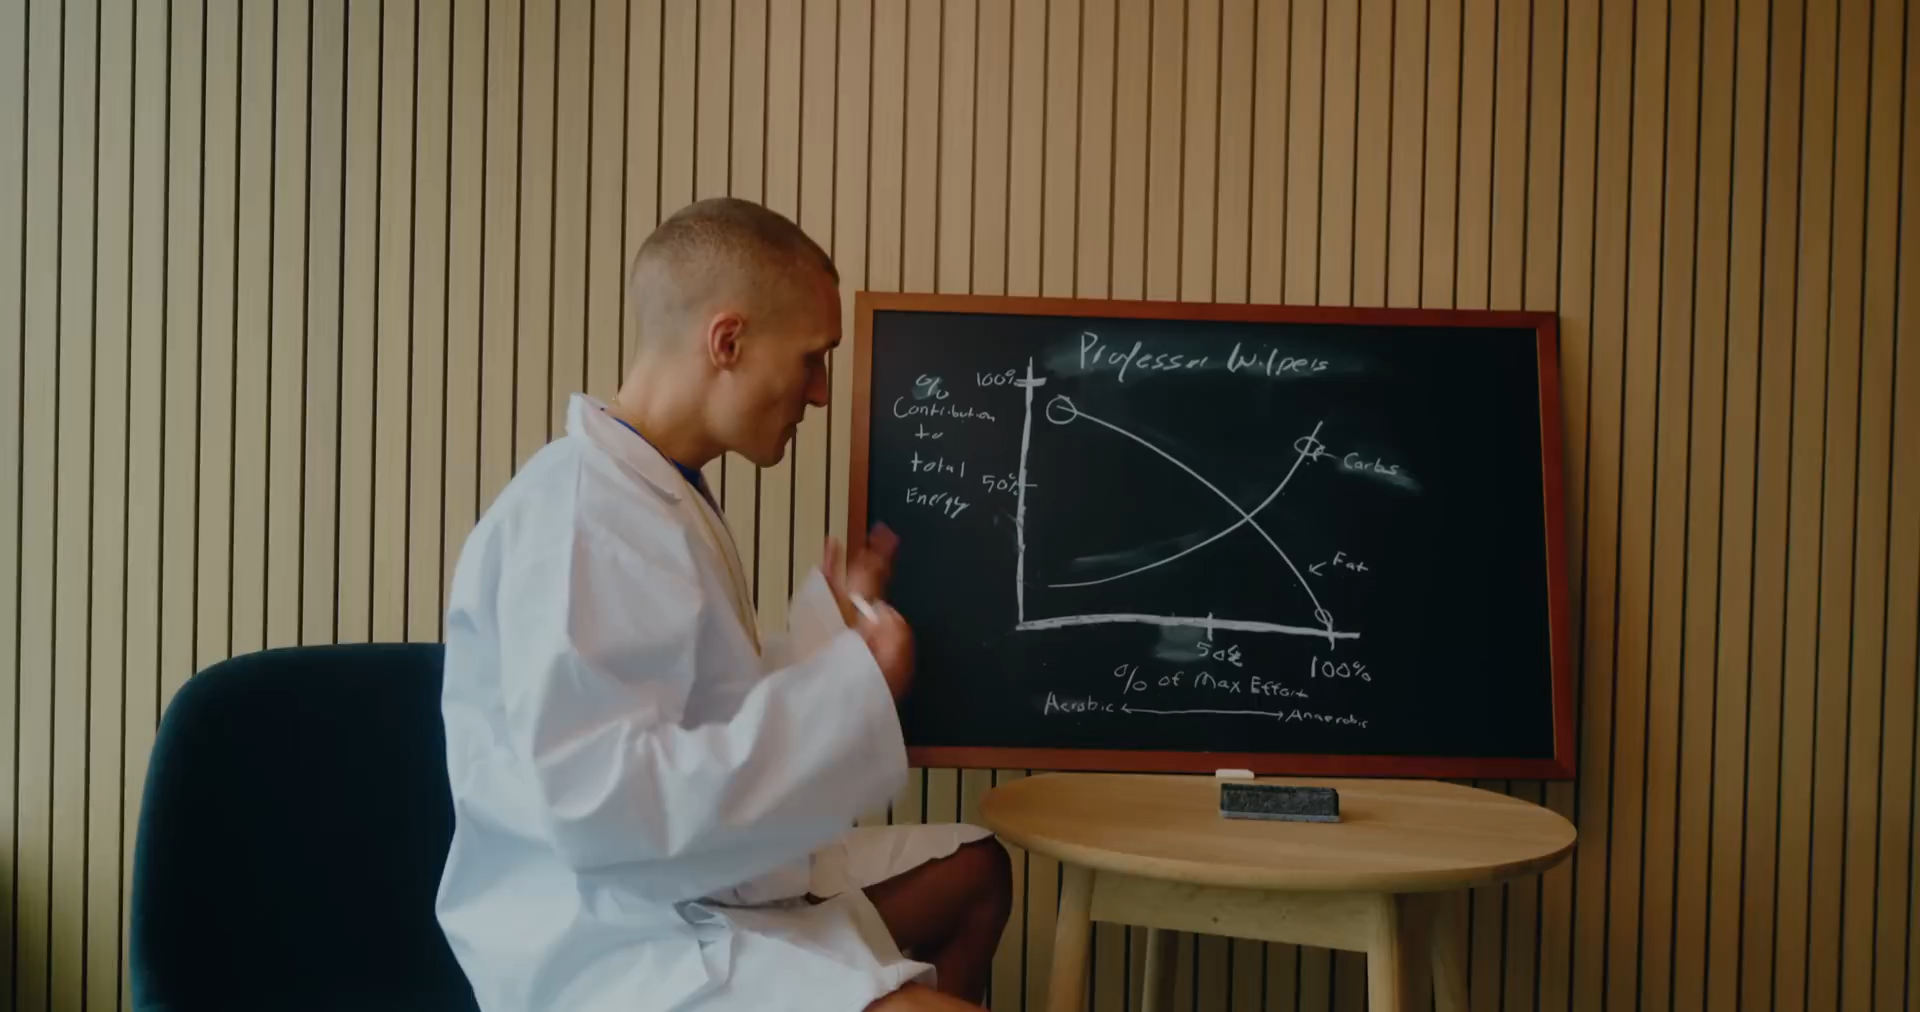 Professor Wilpers
100%
%
Contribution
to
total
Energy
50%
Carbs
Fat
50%
100%
% of Max Effort
Aerobic
Anaerobic